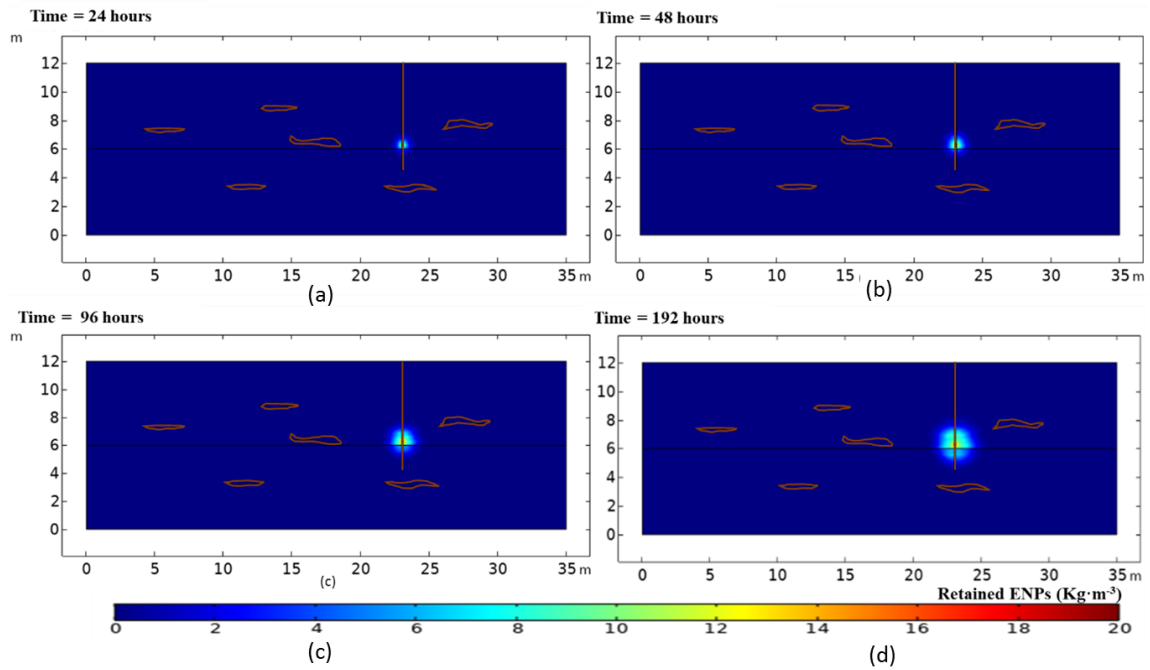 Time = 24 hours
m
12
10
8
6
4
2
0
0 5 10 15 20 25 30 35 m
(a)
Time = 48 hours
12
10
8
6
4
2
0
0 5 10 15 20 25 30 35 m
(b)
Time = 96 hours
m
12
10
8
6
4
2
0
0 5 10 15 20 25 30 35 m
(c)
Time = 192 hours
12
10
8
6
4
2
0
0 5 10 15 20 25 30 35 m
Retained ENPs (Kg·m⁻³)
0 2 4 6 8 10 12 14 16 18 20
(c)
(d)